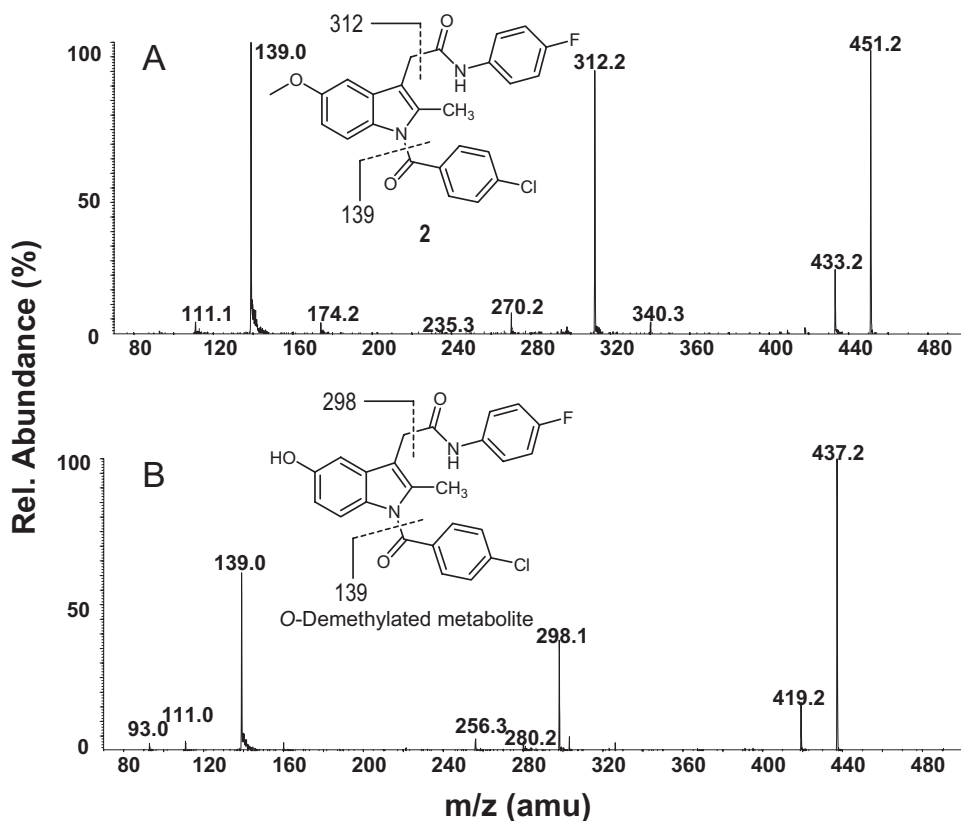 Rel. Abundance (%)
A
100
50
0
139.0
312.2
451.2
433.2
111.1
174.2
235.3
270.2
340.3
312
O
F
N
H
O
CH₃
N
O
Cl
139
2
80 120 160 200 240 280 320 360 400 440 480
B
100
50
0
437.2
139.0
298.1
419.2
93.0
111.0
256.3
280.2
298
O
F
N
H
HO
CH₃
N
O
Cl
139
O-Demethylated metabolite
80 120 160 200 240 280 320 360 400 440 480
m/z (amu)